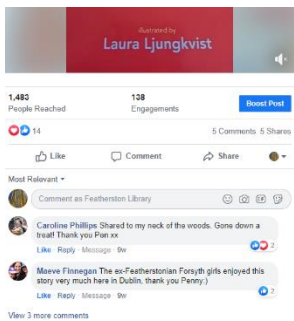 illustrated by
Laura Ljungkvist
1,483
People Reached
138
Engagements
Boost Post
14
5 Comments 5 Shares
Like
Comment
Share
Most Relevant
Comment as Featherston Library
Caroline Phillips Shared to my neck of the woods. Gone down a
treat! Thank you Pen xx
2
Like · Reply · Message · 9w
Maeve Finnegan The ex-Featherstonian Forsyth girls enjoyed this
story very much here in Dublin, thank you Penny:)
2
Like · Reply · Message · 9w
View 3 more comments